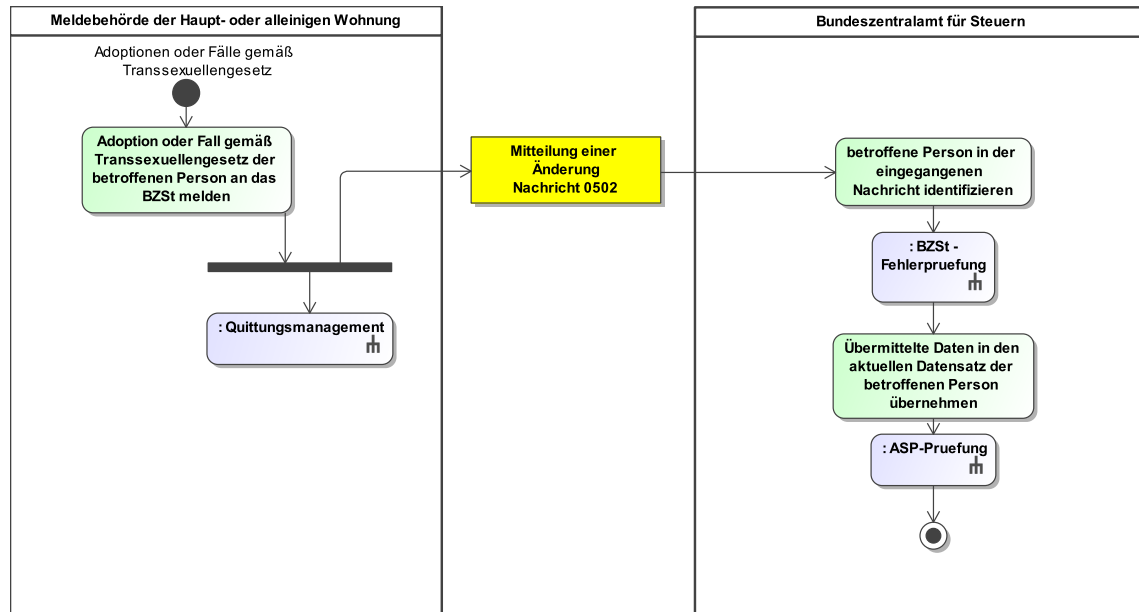 Meldebehörde der Haupt- oder alleinigen Wohnung
Adoptionen oder Fälle gemäß
Transsexuellengesetz
Adoption oder Fall gemäß
Transsexuellengesetz der
betroffenen Person an das
BZSt melden
: Quittungsmanagement
Mitteilung einer
Änderung
Nachricht 0502
Bundeszentralamt für Steuern
betroffene Person in der
eingegangenen
Nachricht identifizieren
: BZSt -
Fehlerpruefung
Übermittelte Daten in den
aktuellen Datensatz der
betroffenen Person
übernehmen
: ASP-Pruefung